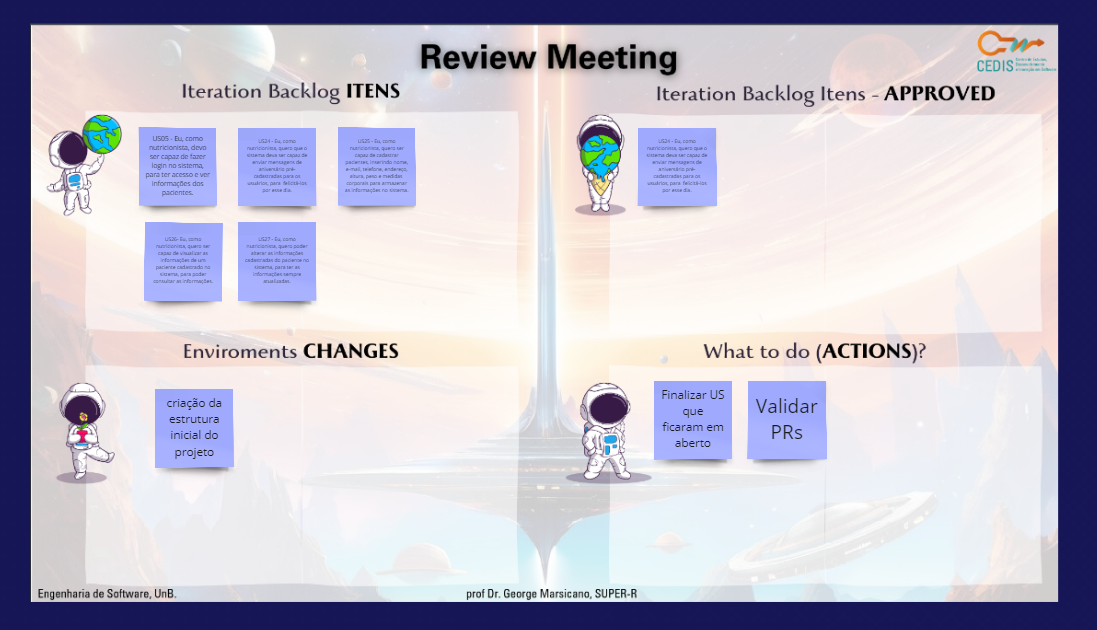 Review Meeting
CEDIS
Iteration Backlog ITENS
Iteration Backlog Itens - APPROVED
US05 - Eu, como
nutricionista, devo
ser capaz de fazer
login no sistema,
para ter acesso e ver
informações dos
pacientes.
US24 - Eu, como
nutricionista, quero que o
sistema deva ser capaz de
enviar mensagens de
aniversário pré-
cadastradas para os
usuários, para felicitá-los
por esse dia.
US25 - Eu, como
nutricionista, quero ser
capaz de cadastrar
pacientes, inserindo nome,
e-mail, telefone, endereço,
altura, peso e medidas
corporais para armazenar
as informações no sistema.
US26- Eu, como
nutricionista, quero ser
capaz de visualizar as
informações de um
paciente cadastrado no
sistema, para poder
consultar as informações.
US27 - Eu, como
nutricionista, quero poder
alterar as informações
cadastradas do paciente no
sistema, para ter as
informações sempre
atualizadas.
US24 - Eu, como
nutricionista, quero que o
sistema deva ser capaz de
enviar mensagens de
aniversário pré-
cadastradas para os
usuários, para felicitá-los
por esse dia.
Enviroments CHANGES
What to do (ACTIONS)?
criação da
estrutura
inicial do
projeto
Finalizar US
que
ficaram em
aberto
Validar
PRs
Engenharia de Software, UnB.
prof Dr. George Marsicano, SUPER-R